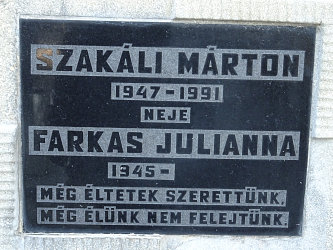 SZAKÁLI MÁRTON
1947-1991
NEJE
FARKAS JULIANNA
1945-
MÉG ÉLTETEK SZERETTÜNK,
MÉG ÉLÜNK NEM FELEJTÜNK.